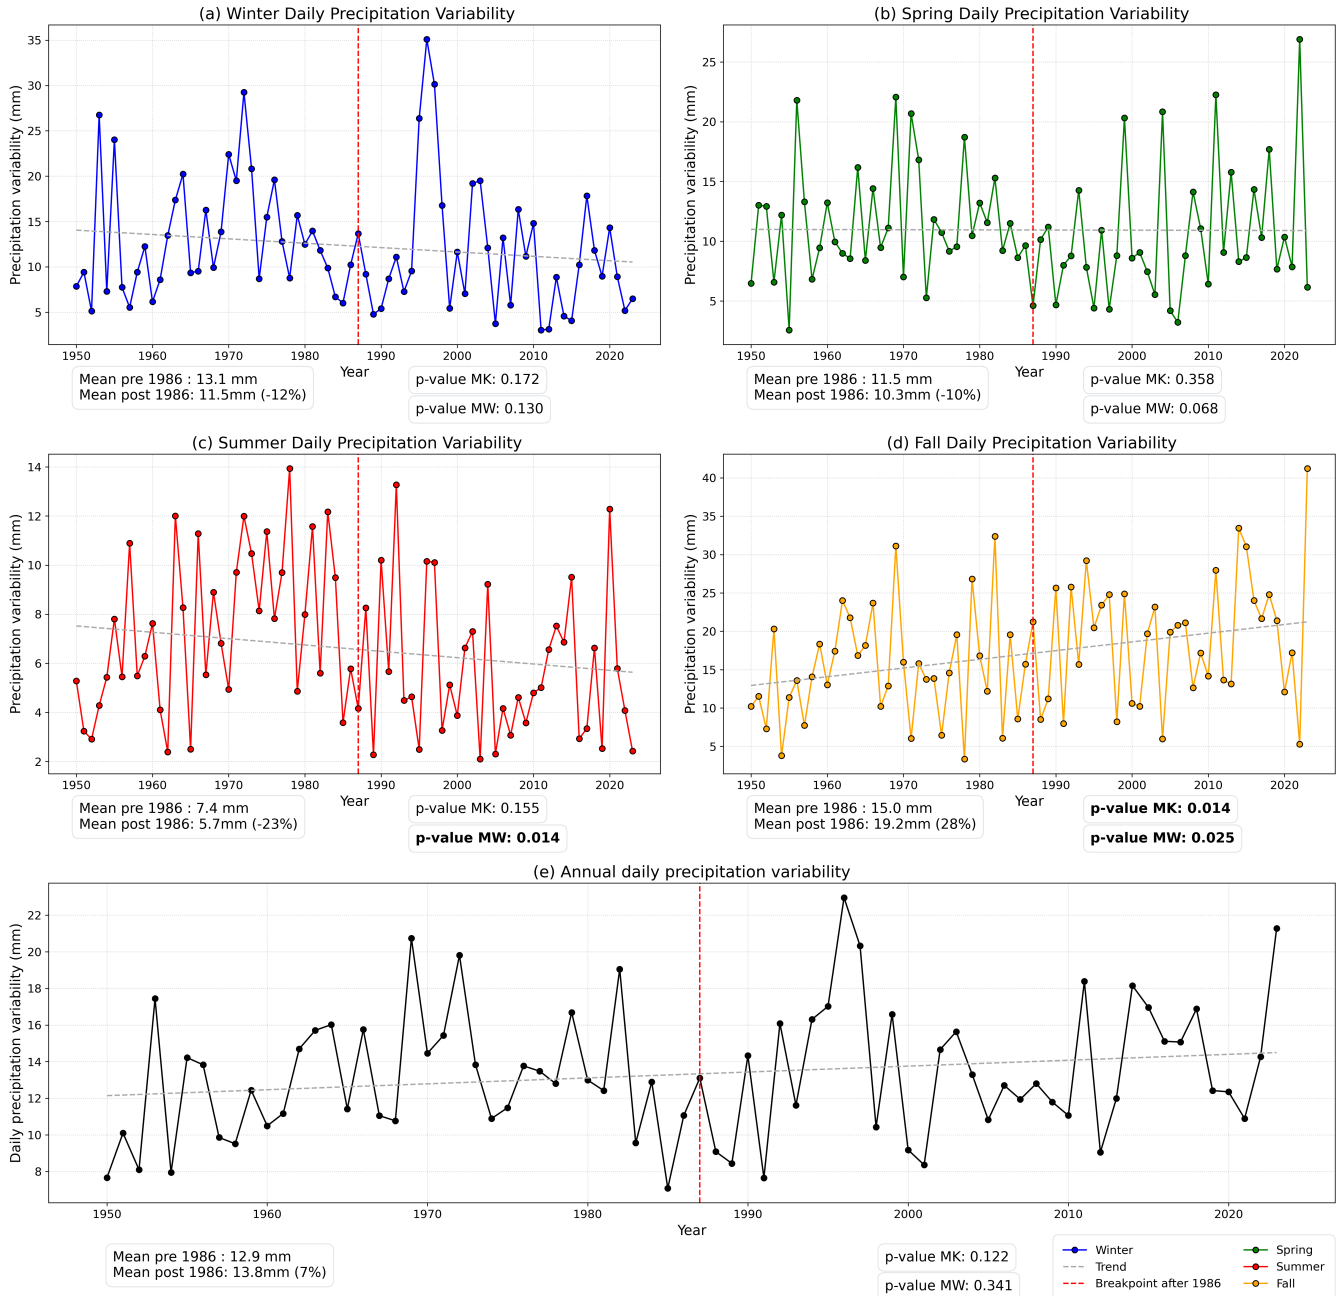 (a) Winter Daily Precipitation Variability
Precipitation variability (mm)
35
30
25
20
15
10
5
1950 1960 1970 1980 1990 2000 2010 2020
Year
Mean pre 1986 : 13.1 mm
Mean post 1986: 11.5mm (-12%)
p-value MK: 0.172
p-value MW: 0.130
(b) Spring Daily Precipitation Variability
Precipitation variability (mm)
25
20
15
10
5
1950 1960 1970 1980 1990 2000 2010 2020
Year
Mean pre 1986 : 11.5 mm
Mean post 1986: 10.3mm (-10%)
p-value MK: 0.358
p-value MW: 0.068
(c) Summer Daily Precipitation Variability
Precipitation variability (mm)
14
12
10
8
6
4
2
1950 1960 1970 1980 1990 2000 2010 2020
Year
Mean pre 1986 : 7.4 mm
Mean post 1986: 5.7mm (-23%)
p-value MK: 0.155
p-value MW: 0.014
(d) Fall Daily Precipitation Variability
Precipitation variability (mm)
40
35
30
25
20
15
10
5
1950 1960 1970 1980 1990 2000 2010 2020
Year
Mean pre 1986 : 15.0 mm
Mean post 1986: 19.2mm (28%)
p-value MK: 0.014
p-value MW: 0.025
(e) Annual daily precipitation variability
Daily precipitation variability (mm)
22
20
18
16
14
12
10
8
1950 1960 1970 1980 1990 2000 2010 2020
Year
Mean pre 1986 : 12.9 mm
Mean post 1986: 13.8mm (7%)
p-value MK: 0.122
p-value MW: 0.341
Winter
Trend
Breakpoint after 1986
Spring
Summer
Fall